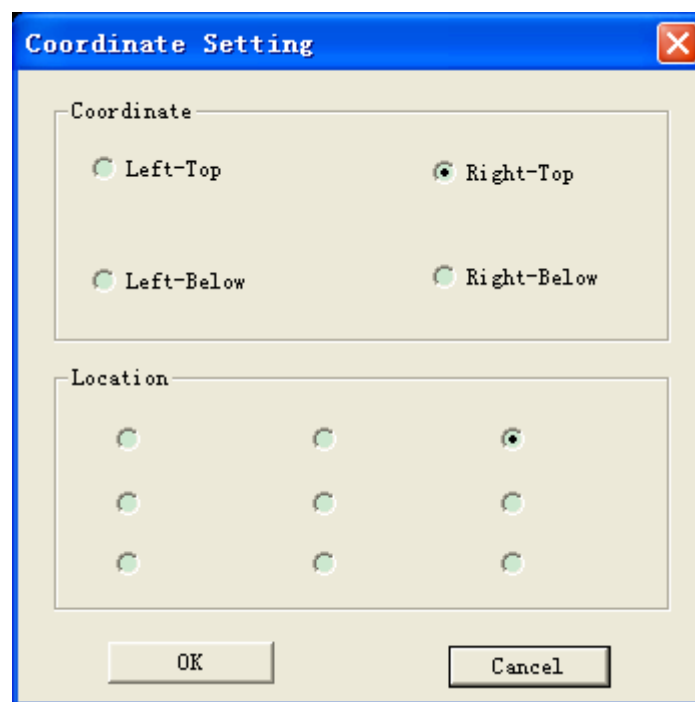 Coordinate Setting
Coordinate
Left-Top
Right-Top
Left-Below
Right-Below
Location
OK
Cancel